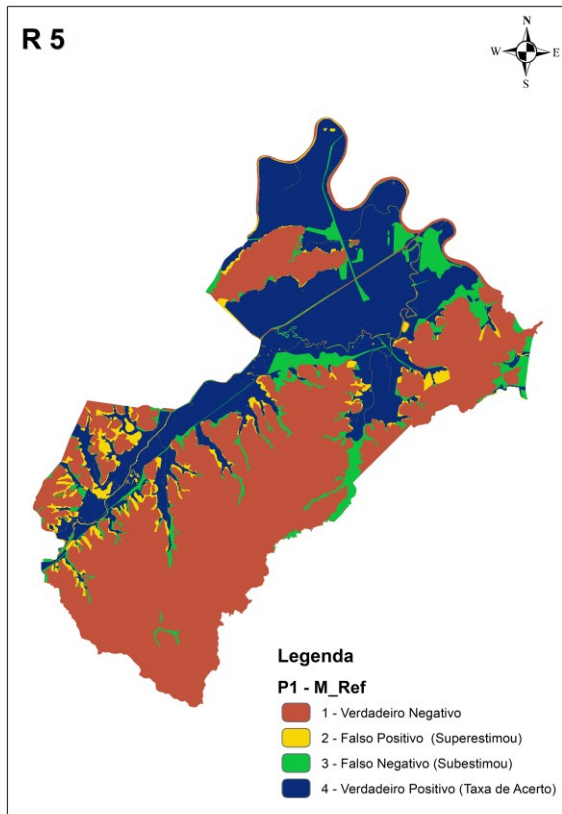 R 5
N
W E
S
Legenda
P1 - M_Ref
1 - Verdadeiro Negativo
2 - Falso Positivo (Superestimou)
3 - Falso Negativo (Subestimou)
4 - Verdadeiro Positivo (Taxa de Acerto)